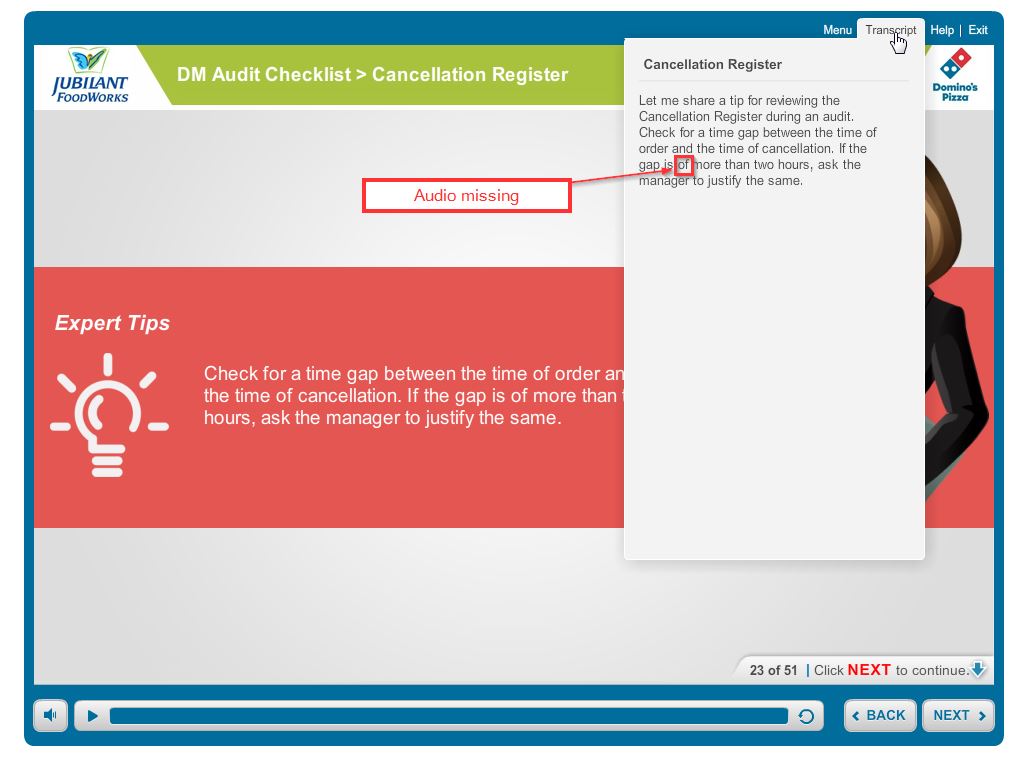 Menu Transcript Help | Exit
JUBILANT
FOODWORKS
DM Audit Checklist > Cancellation Register
Domino's
Pizza
Cancellation Register
Let me share a tip for reviewing the
Cancellation Register during an audit.
Check for a time gap between the time of
order and the time of cancellation. If the
gap is of more than two hours, ask the
manager to justify the same.
Audio missing
Expert Tips
Check for a time gap between the time of order an
the time of cancellation. If the gap is of more than
hours, ask the manager to justify the same.
23 of 51 | Click NEXT to continue.
BACK NEXT